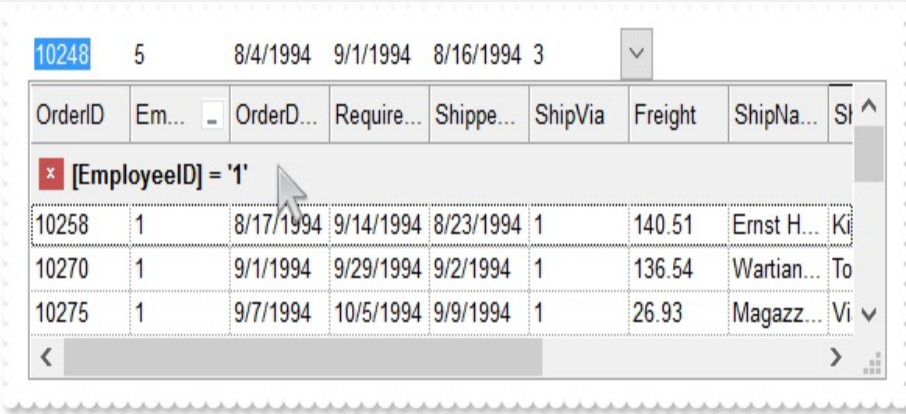 10248 5 8/4/1994 9/1/1994 8/16/1994 3
OrderID Em... OrderD... Require... Shippe... ShipVia Freight ShipNa... Sh
x [EmployeeID] = '1'
10258 1 8/17/1994 9/14/1994 8/23/1994 1 140.51 Ernst H... Ki
10270 1 9/1/1994 9/29/1994 9/2/1994 1 136.54 Wartian... To
10275 1 9/7/1994 10/5/1994 9/9/1994 1 26.93 Magazz... Vi